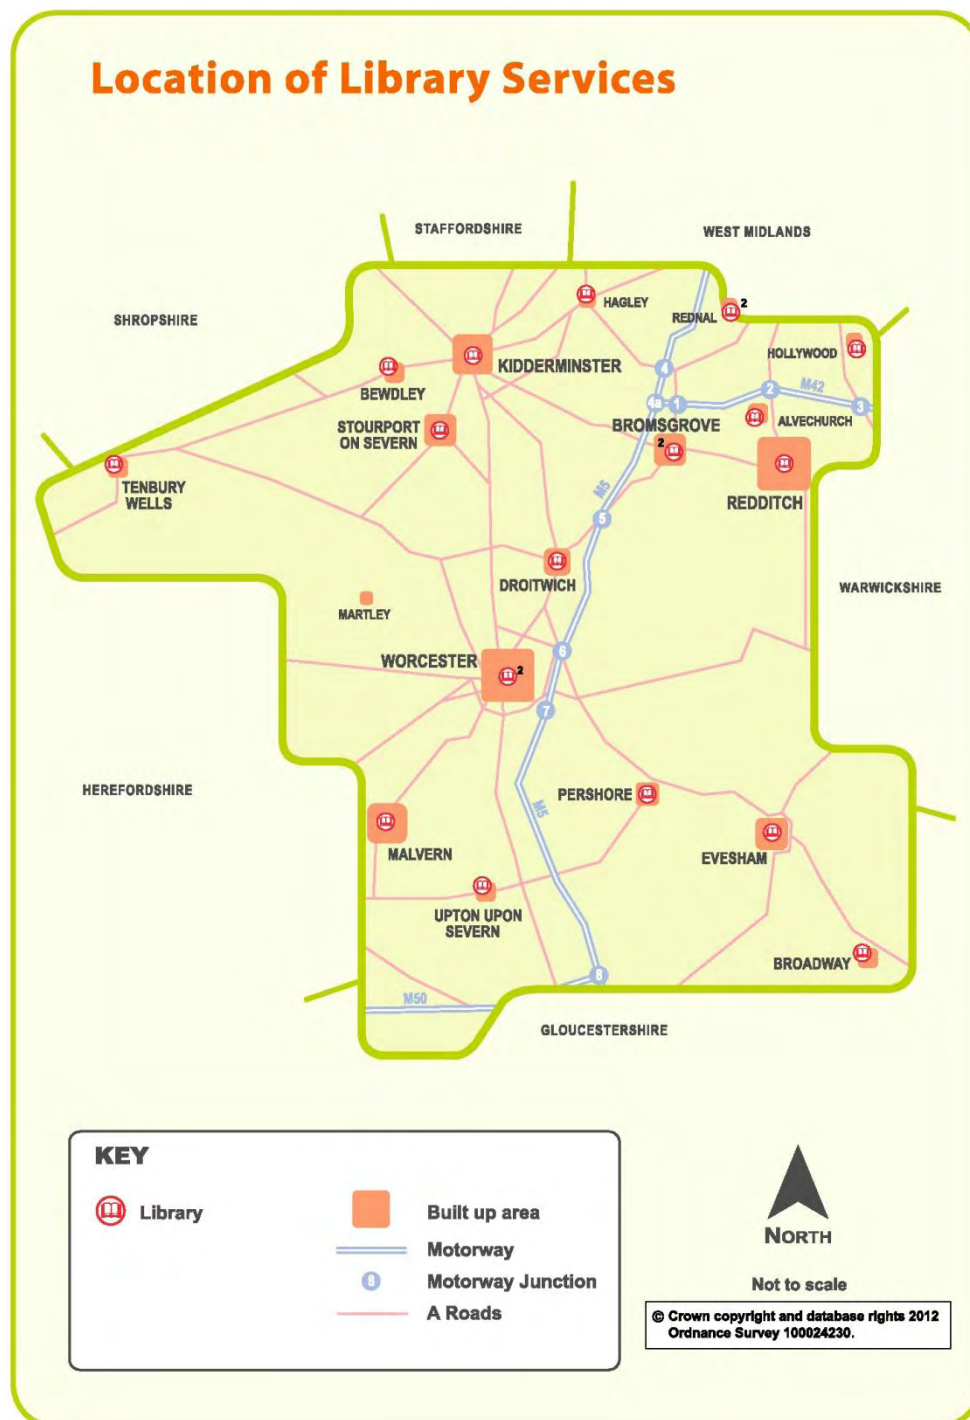 Location of Library Services
STAFFORDSHIRE
WEST MIDLANDS
SHROPSHIRE
HAGLEY
REDNAL
2
HOLLYWOOD
KIDDERMINSTER
BEWDLEY
4
M42
2
4a
1
3
STOURPORT
ON SEVERN
BROMSGROVE
2
ALVECHURCH
TENBURY
WELLS
REDDITCH
M5
5
DROITWICH
WARWICKSHIRE
MARTLEY
WORCESTER
2
6
7
HEREFORDSHIRE
PERSHORE
M5
MALVERN
EVESHAM
UPTON UPON
SEVERN
BROADWAY
8
M50
GLOUCESTERSHIRE
KEY
Library
Built up area
Motorway
8
Motorway Junction
A Roads
NORTH
Not to scale
© Crown copyright and database rights 2012
Ordnance Survey 100024230.